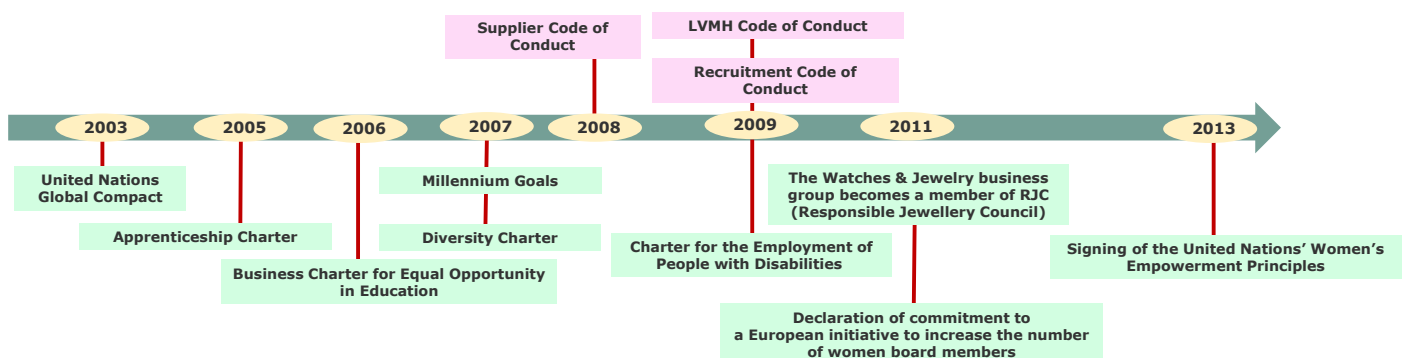 Supplier Code of
Conduct
LVMH Code of Conduct
Recruitment Code of
Conduct
2003
2005
2006
2007
2008
2009
2011
2013
United Nations
Global Compact
Apprenticeship Charter
Business Charter for Equal Opportunity
in Education
Millennium Goals
Diversity Charter
Charter for the Employment of
People with Disabilities
The Watches & Jewelry business
group becomes a member of RJC
(Responsible Jewellery Council)
Declaration of commitment to
a European initiative to increase the number
of women board members
Signing of the United Nations’ Women’s
Empowerment Principles